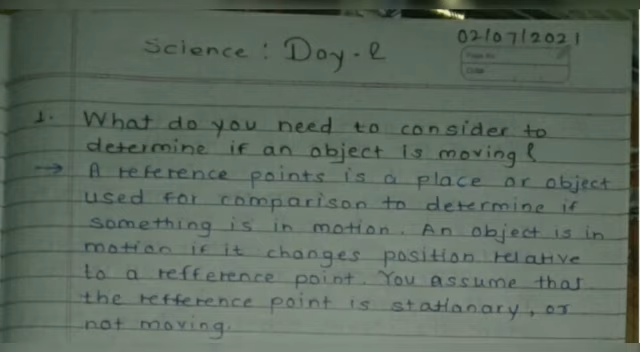 02/07/2021
Science : Day-2
Page No.
Date
1. What do you need to consider to
determine if an object is moving?
→ A reference points is a place or object
used for comparison to determine if
something is in motion. An object is in
motion if it changes position relative
to a refference point. You assume that
the refference point is stationary, or
not moving.